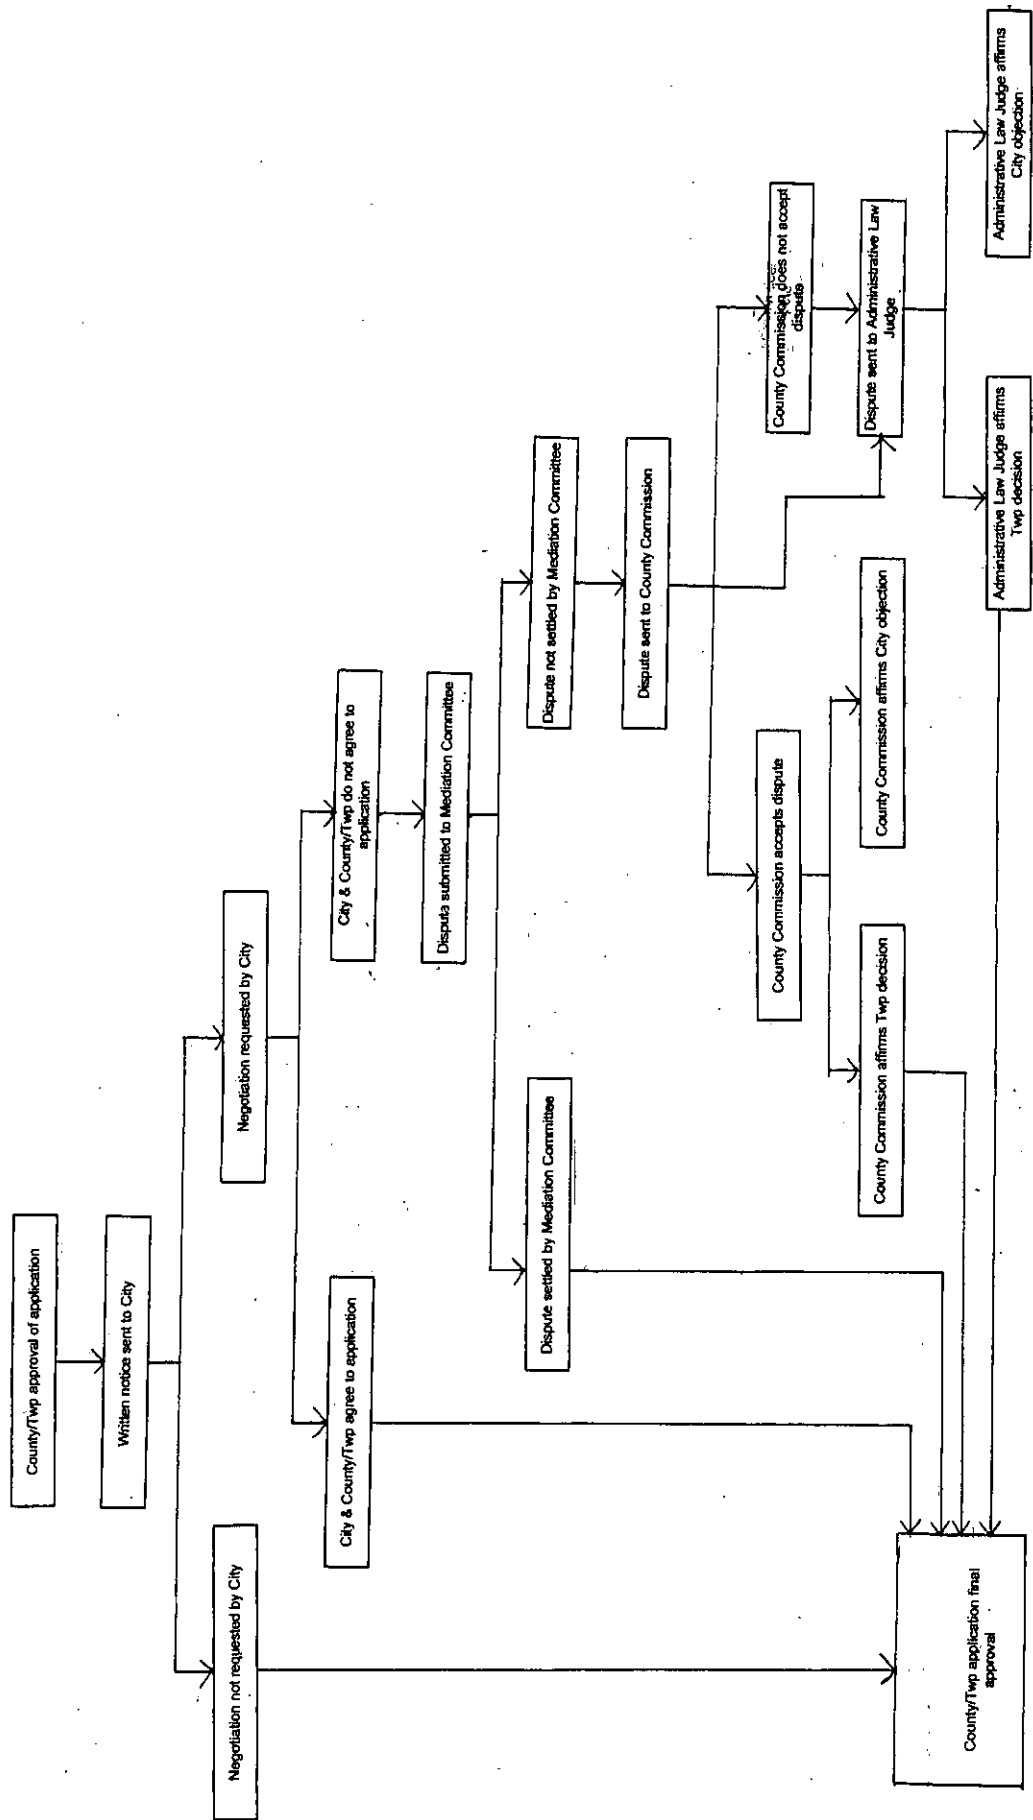 County/Twp approval of application
Written notice sent to City
Negotiation not requested by City
Negotiation requested by City
City & County/Twp agree to application
City & County/Twp do not agree to
application
Dispute submitted to Mediation Committee
Dispute settled by Mediation Committee
Dispute not settled by Mediation Committee
Dispute sent to County Commission
County Commission accepts dispute
County Commission does not accept
dispute
County Commission affirms Twp decision
County Commission affirms City objection
Dispute sent to Administrative Law
Judge
County/Twp application final
approval
Administrative Law Judge affirms
Twp decision
Administrative Law Judge affirms
City objection